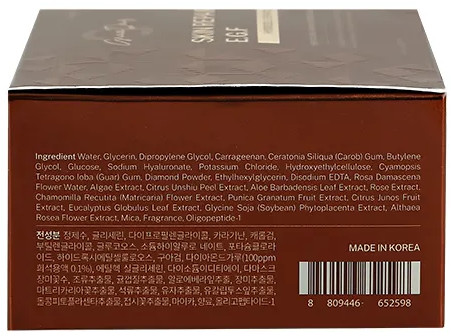 SKIN REPAIR
E.G.F
Ingredient Water, Glycerin, Dipropylene Glycol, Carrageenan, Ceratonia Siliqua (Carob) Gum, Butylene
Glycol, Glucose, Sodium Hyaluronate, Potassium Chloride, Hydroxyethylcellulose, Cyamopsis
Tetragono loba (Guar) Gum, Diamond Powder, Ethylhexylglycerin, Disodium EDTA, Rosa Damascena
Flower Water, Algae Extract, Citrus Unshiu Peel Extract, Aloe Barbadensis Leaf Extract, Rose Extract,
Chamomilla Recutita (Matricaria) Flower Extract, Punica Granatum Fruit Extract, Citrus Junos Fruit
Extract, Eucalyptus Globulus Leaf Extract, Glycine Soja (Soybean) Phytoplacenta Extract, Althaea
Rosea Flower Extract, Mica, Fragrance, Oligopeptide-1
전성분 정제수, 글리세린, 다이프로필렌글라이콜, 카라기난, 캐롭검,
부틸렌글라이콜, 글루코오스, 소듐하이알루로 네이트, 포타슘클로라
이드, 하이드록시에틸셀룰로오스, 구아검, 다이아몬드가루(100ppm
희석용액 0.1%), 에틸헥 실글리세린, 다이소듐이디티에이, 다마스크
장미꽃수, 조류추출물, 귤껍질추출물, 알로에베라잎추출, 장미추출물,
마트리카리아꽃추출물, 석류추출물, 유자추출물, 유칼립투스잎추출물,
돌콩피토플라센타추출물, 접시꽃추출물, 마이카, 향료, 올리고펩타이드-1
MADE IN KOREA
8 809446 652598